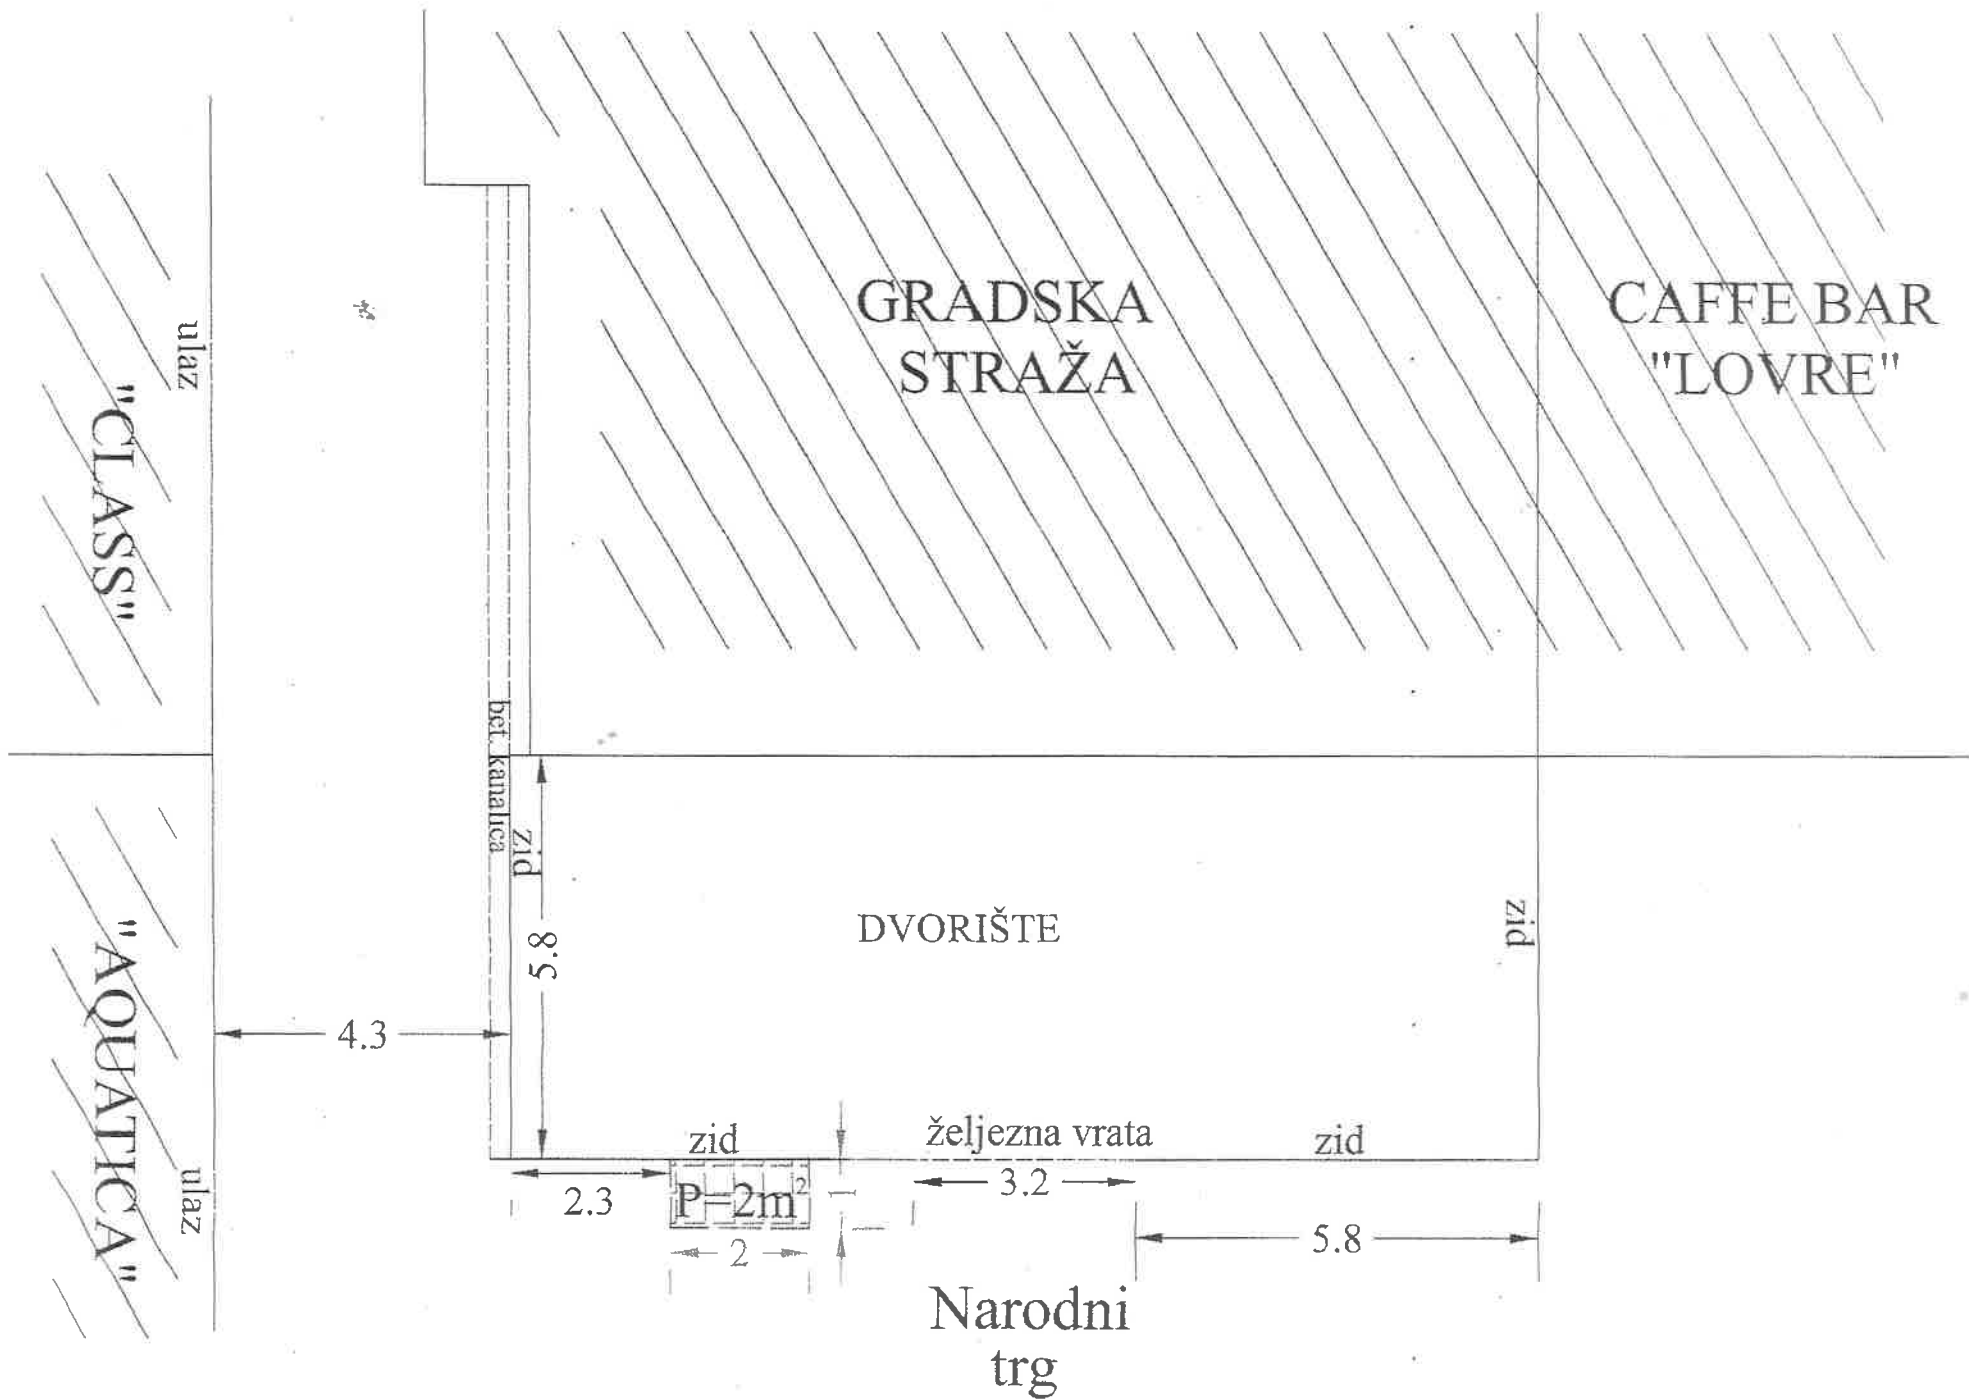 GRADSKA
STRAŽA
CAFFE BAR
"LOVRE"
ulaz
"CLASS"
bet. kanalica
zid
5.8
DVORIŠTE
zid
4.3
"AQUATICA"
ulaz
zid
željezna vrata
zid
2.3
P=2m²
1
3.2
2
5.8
Narodni
trg